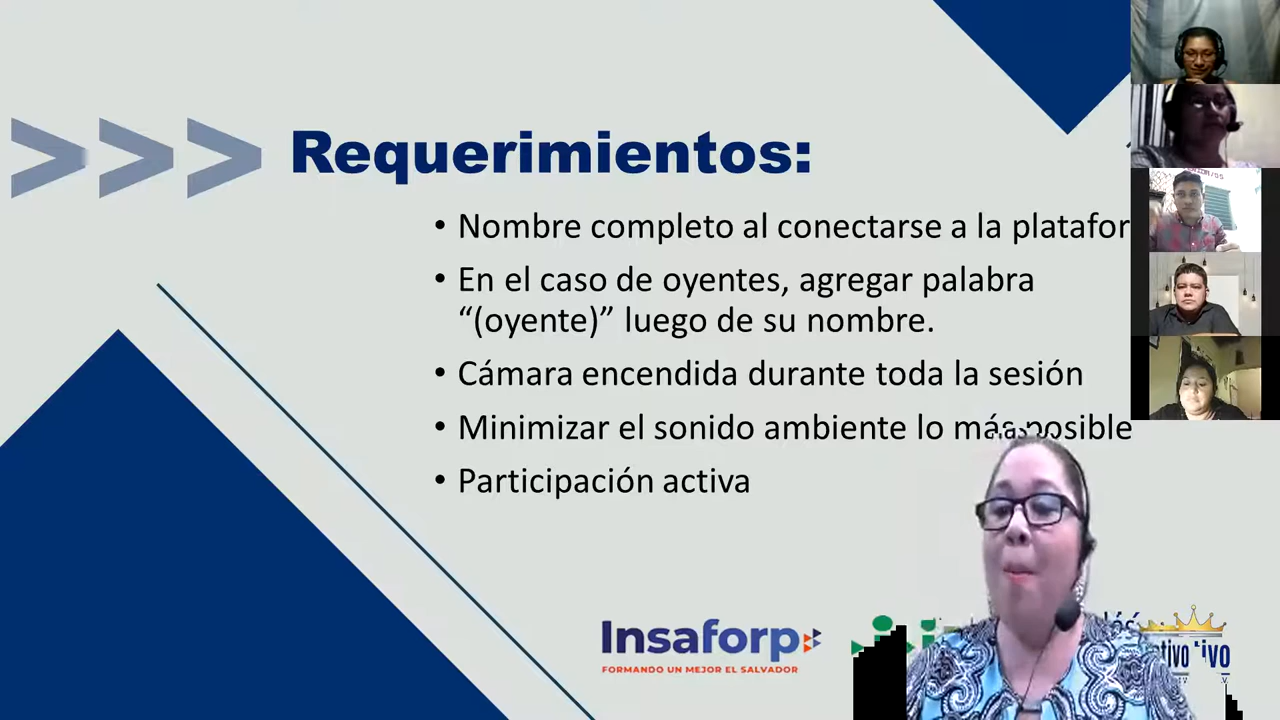 Requerimientos:
• Nombre completo al conectarse a la platafor
• En el caso de oyentes, agregar palabra
“(oyente)” luego de su nombre.
• Cámara encendida durante toda la sesión
• Minimizar el sonido ambiente lo más posible
• Participación activa
Insaforp
FORMANDO UN MEJOR EL SALVADOR